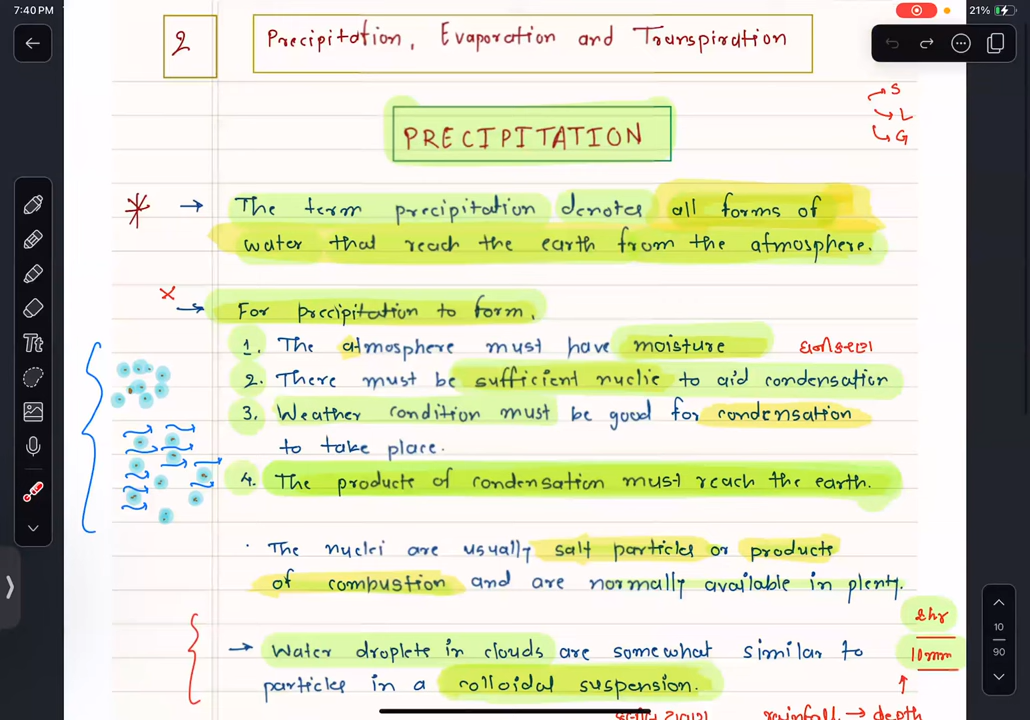 7:40 PM
21%
2
Precipitation, Evaporation and Transpiration
S
L
G
PRECIPITATION
The term precipitation denotes all forms of
water that reach the earth from the atmosphere.
For precipitation to form,
1. The atmosphere must have moisture
2. There must be sufficient nuclie to aid condensation
3. Weather condition must be good for condensation
to take place.
4. The products of condensation must reach the earth.
The nuclei are usually salt particles or products
of combustion and are normally available in plenty.
2hr
10mm
Water droplets in clouds are somewhat similar to
particles in a colloidal suspension.
rainfall → depth
Tt
10
90